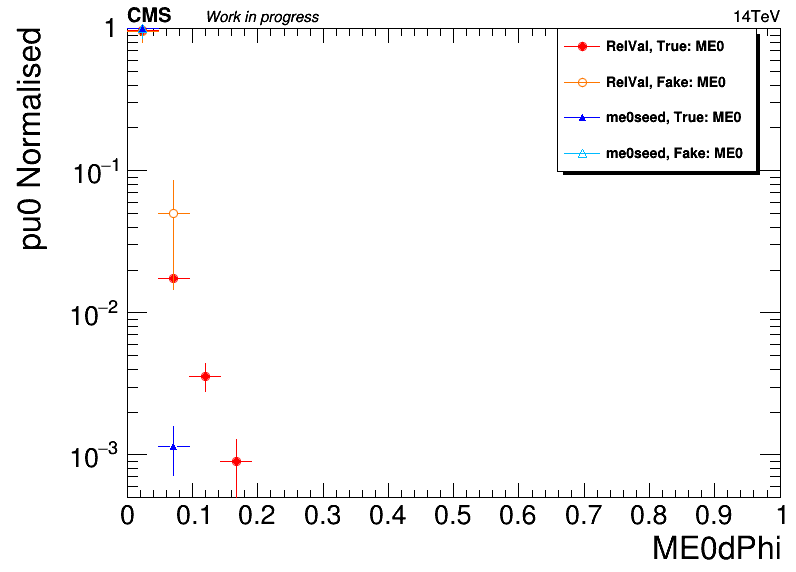 CMS Work in progress 14TeV
pu0 Normalised
1
10−1
10−2
10−3
RelVal, True: ME0
RelVal, Fake: ME0
me0seed, True: ME0
me0seed, Fake: ME0
0 0.1 0.2 0.3 0.4 0.5 0.6 0.7 0.8 0.9 1
ME0dPhi